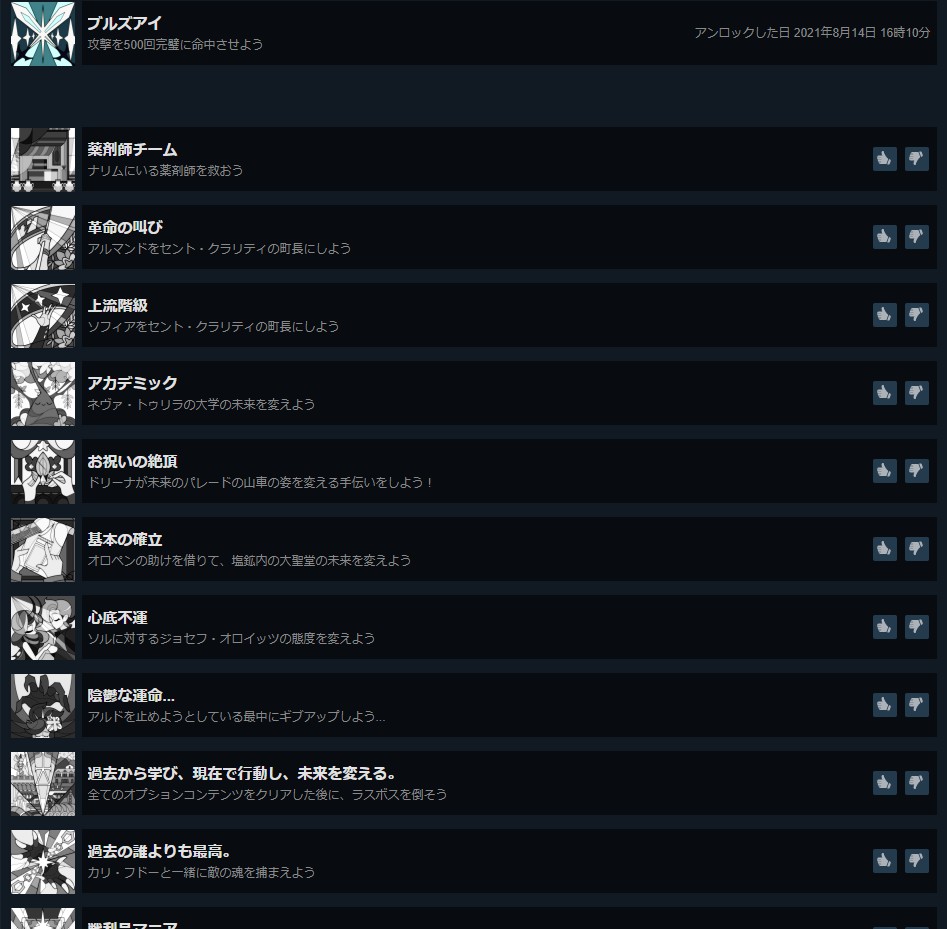 ブルズアイ
攻撃を500回完璧に命中させよう
アンロックした日 2021年8月14日 16時10分
薬剤師チーム
ナリムにいる薬剤師を救おう
革命の叫び
アルマンドをセント・クラリティの町長にしよう
上流階級
ソフィアをセント・クラリティの町長にしよう
アカデミック
ネヴァ・トゥリラの大学の未来を変えよう
お祝いの絶頂
ドリーナが未来のパレードの山車の姿を変える手伝いをしよう！
基本の確立
オロペンの助けを借りて、塩鉱内の大聖堂の未来を変えよう
心底不運
ソルに対するジョセフ・オロイッツの態度を変えよう
陰鬱な運命...
アルドを止めようとしている最中にギブアップしよう...
過去から学び、現在で行動し、未来を変える。
全てのオプションコンテンツをクリアした後に、ラスボスを倒そう
過去の誰よりも最高。
カリ・フドーと一緒に敵の魂を捕まえよう
戦利品マニア